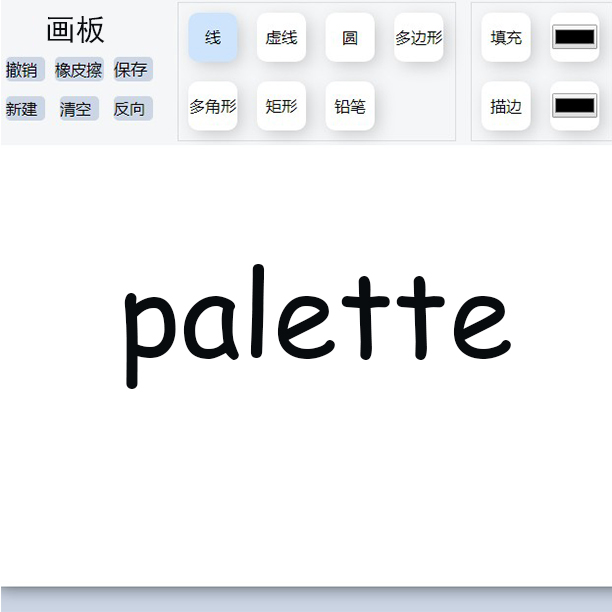 画板
撤销 橡皮擦 保存
新建 清空 反向
线 虚线 圆 多边形
多角形 矩形 铅笔
填充
描边
palette